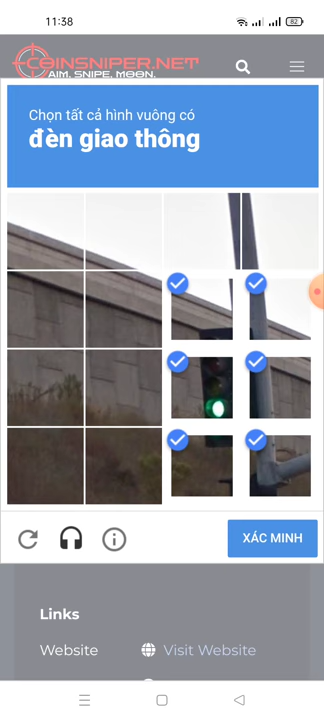 11:38
82
COINSNIPER.NET
AIM, SNIPE, MOON.
Chọn tất cả hình vuông có
đèn giao thông
XÁC MINH
Links
Website
Visit Website